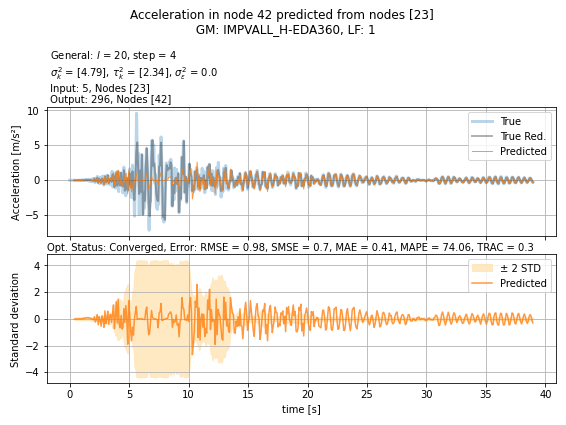 Acceleration in node 42 predicted from nodes [23]
GM: IMPVALL_H-EDA360, LF: 1
General: l = 20, step = 4
σ²ₖ = [4.79], τ²ₖ = [2.34], σ²ε = 0.0
Input: 5, Nodes [23]
Output: 296, Nodes [42]
10
5
0
−5
Acceleration [m/s²]
True
True Red.
Predicted
Opt. Status: Converged, Error: RMSE = 0.98, SMSE = 0.7, MAE = 0.41, MAPE = 74.06, TRAC = 0.3
4
2
0
−2
−4
Standard deviation
± 2 STD
Predicted
0 5 10 15 20 25 30 35 40
time [s]